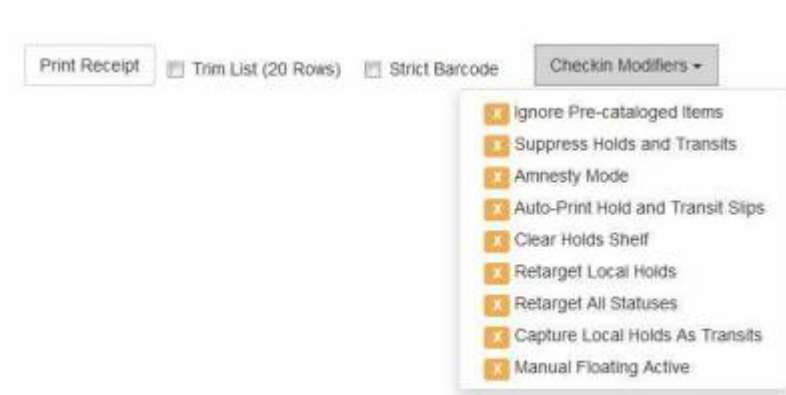 Print Receipt Trim List (20 Rows) Strict Barcode Checkin Modifiers
X Ignore Pre-cataloged Items
X Suppress Holds and Transits
X Amnesty Mode
X Auto-Print Hold and Transit Slips
X Clear Holds Shelf
X Retarget Local Holds
X Retarget All Statuses
X Capture Local Holds As Transits
X Manual Floating Active